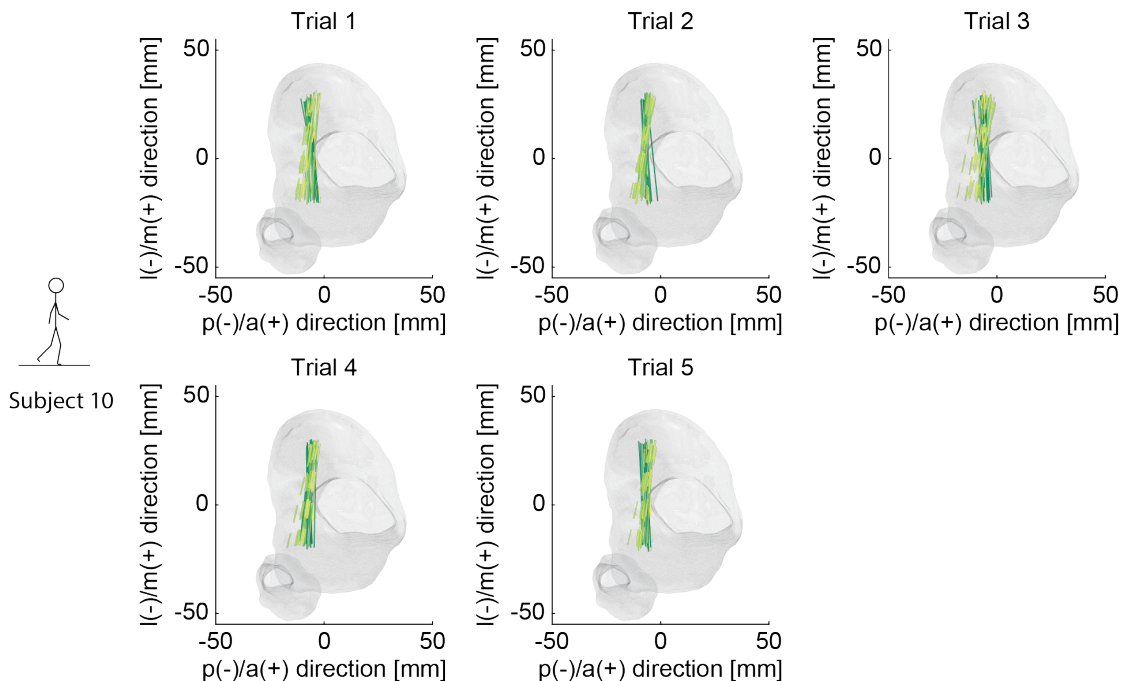 Trial 1
Trial 2
Trial 3
l(-)/m(+) direction [mm]
50
0
-50
-50
0
50
p(-)/a(+) direction [mm]
l(-)/m(+) direction [mm]
50
0
-50
-50
0
50
p(-)/a(+) direction [mm]
l(-)/m(+) direction [mm]
50
0
-50
-50
0
50
p(-)/a(+) direction [mm]
Subject 10
Trial 4
Trial 5
l(-)/m(+) direction [mm]
50
0
-50
-50
0
50
p(-)/a(+) direction [mm]
l(-)/m(+) direction [mm]
50
0
-50
-50
0
50
p(-)/a(+) direction [mm]